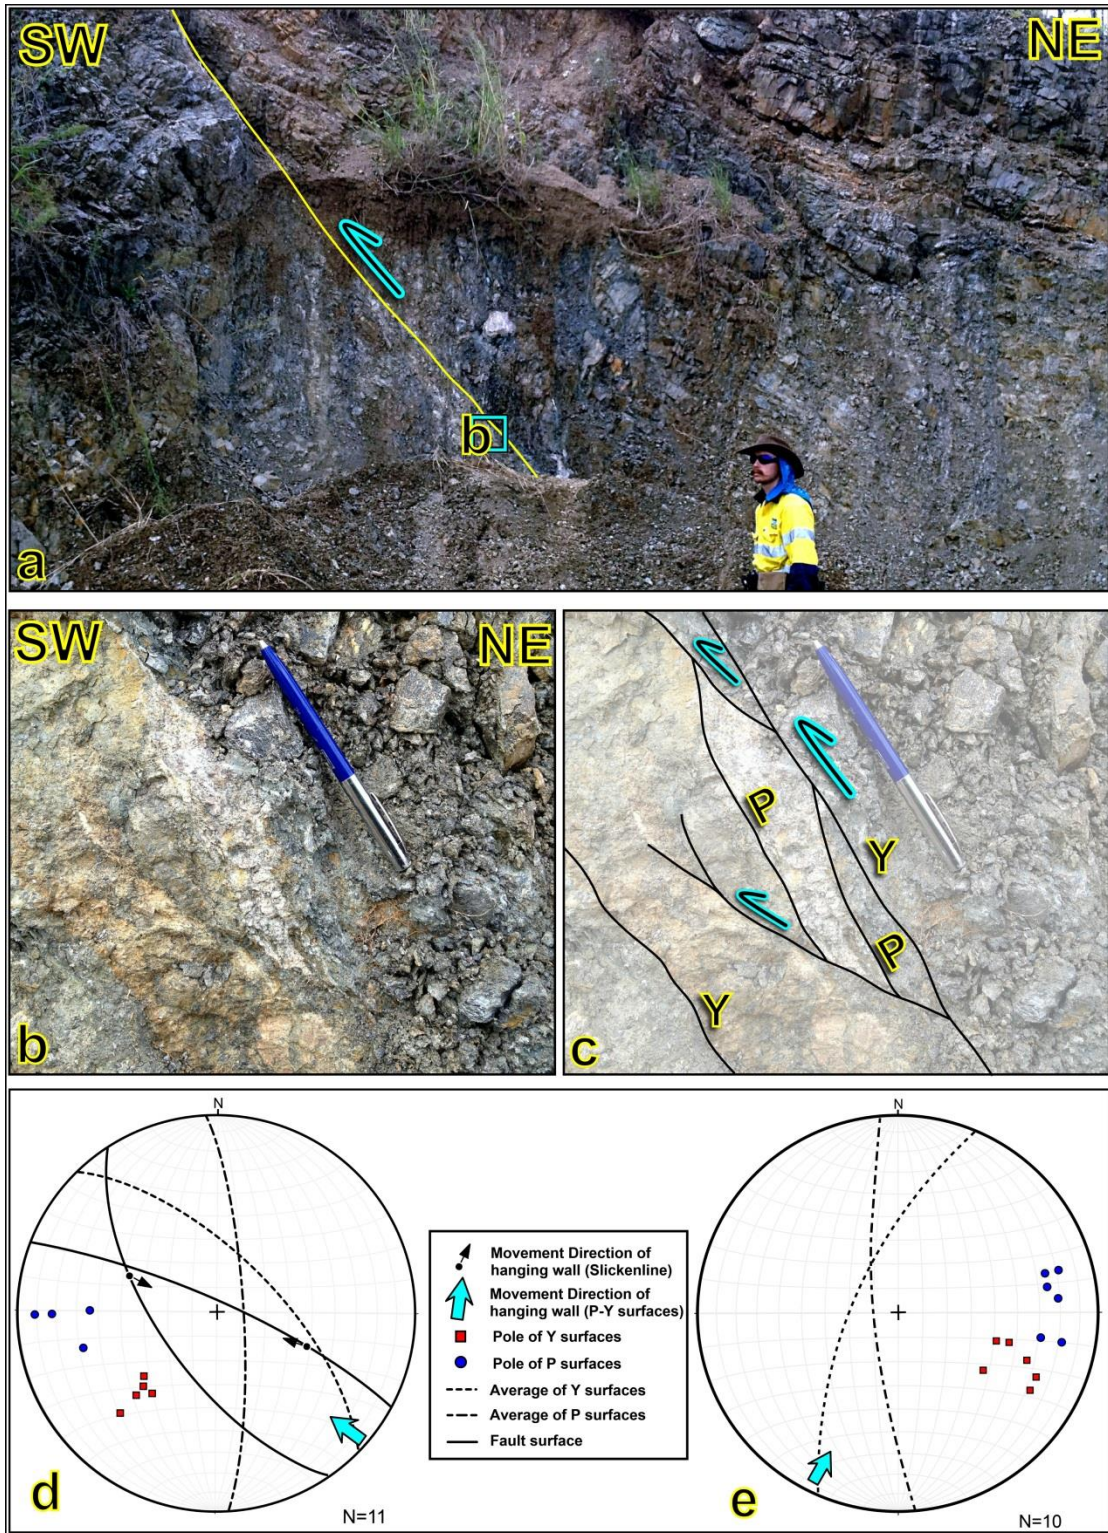 SW
NE
b
a
SW
NE
b
P
Y
P
Y
c
N
Movement Direction of
hanging wall (Slickenline)
Movement Direction of
hanging wall (P-Y surfaces)
Pole of Y surfaces
Pole of P surfaces
Average of Y surfaces
Average of P surfaces
Fault surface
d
N=11
N
e
N=10